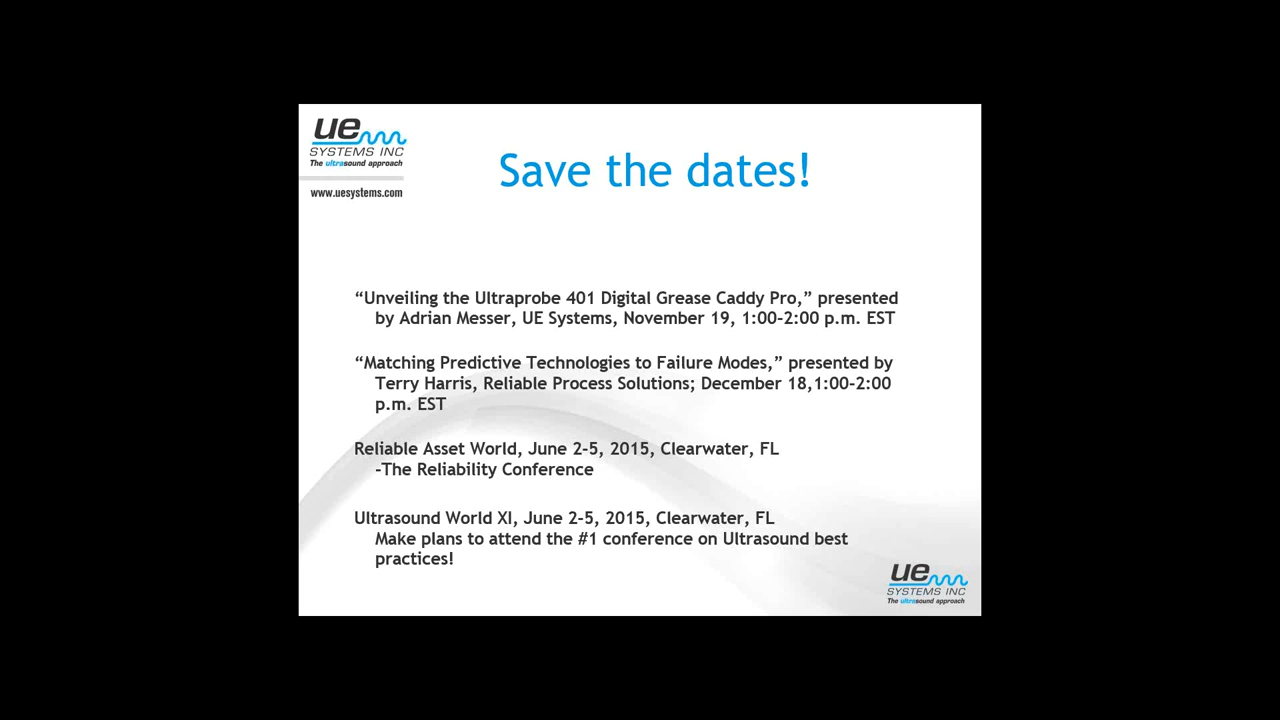 ue
SYSTEMS INC
The ultrasound approach
www.uesystems.com
Save the dates!
“Unveiling the Ultraprobe 401 Digital Grease Caddy Pro,” presented
by Adrian Messer, UE Systems, November 19, 1:00-2:00 p.m. EST
“Matching Predictive Technologies to Failure Modes,” presented by
Terry Harris, Reliable Process Solutions; December 18,1:00-2:00
p.m. EST
Reliable Asset World, June 2-5, 2015, Clearwater, FL
-The Reliability Conference
Ultrasound World XI, June 2-5, 2015, Clearwater, FL
Make plans to attend the #1 conference on Ultrasound best
practices!
ue
SYSTEMS INC
The ultrasound approach